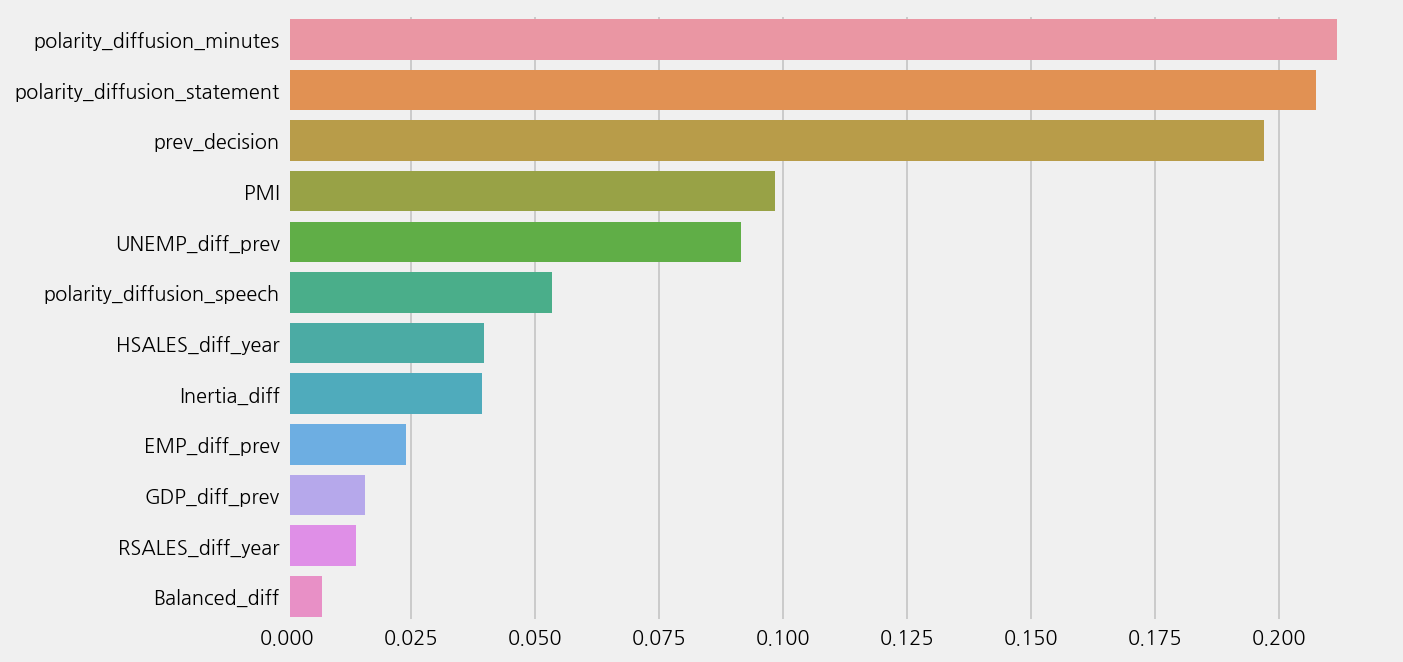 polarity_diffusion_minutes
polarity_diffusion_statement
prev_decision
PMI
UNEMP_diff_prev
polarity_diffusion_speech
HSALES_diff_year
Inertia_diff
EMP_diff_prev
GDP_diff_prev
RSALES_diff_year
Balanced_diff
0.000 0.025 0.050 0.075 0.100 0.125 0.150 0.175 0.200